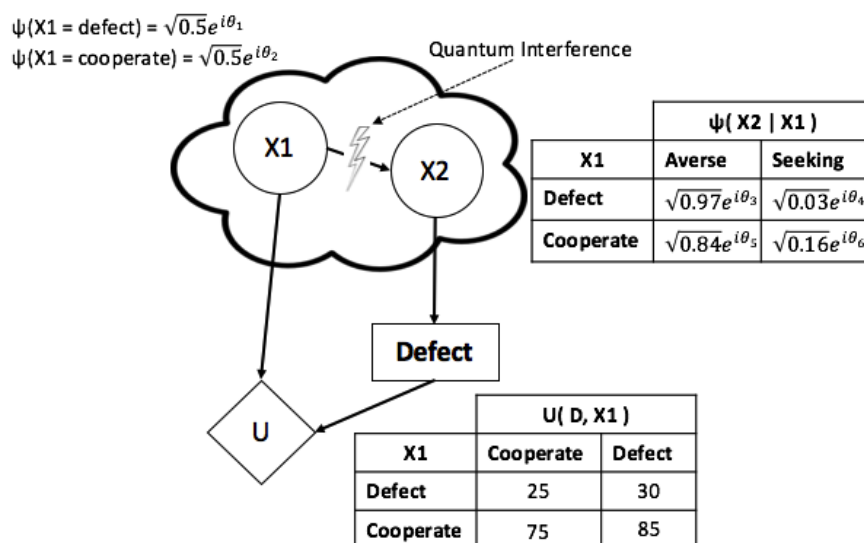 ψ(X1 = defect) = √0.5e^{iθ₁}
ψ(X1 = cooperate) = √0.5e^{iθ₂}
Quantum Interference
X1
X2
ψ( X2 | X1 )
X1 Averse Seeking
Defect √0.97e^{iθ₃} √0.03e^{iθ₄}
Cooperate √0.84e^{iθ₅} √0.16e^{iθ₆}
Defect
U
U( D, X1 )
X1 Cooperate Defect
Defect 25 30
Cooperate 75 85